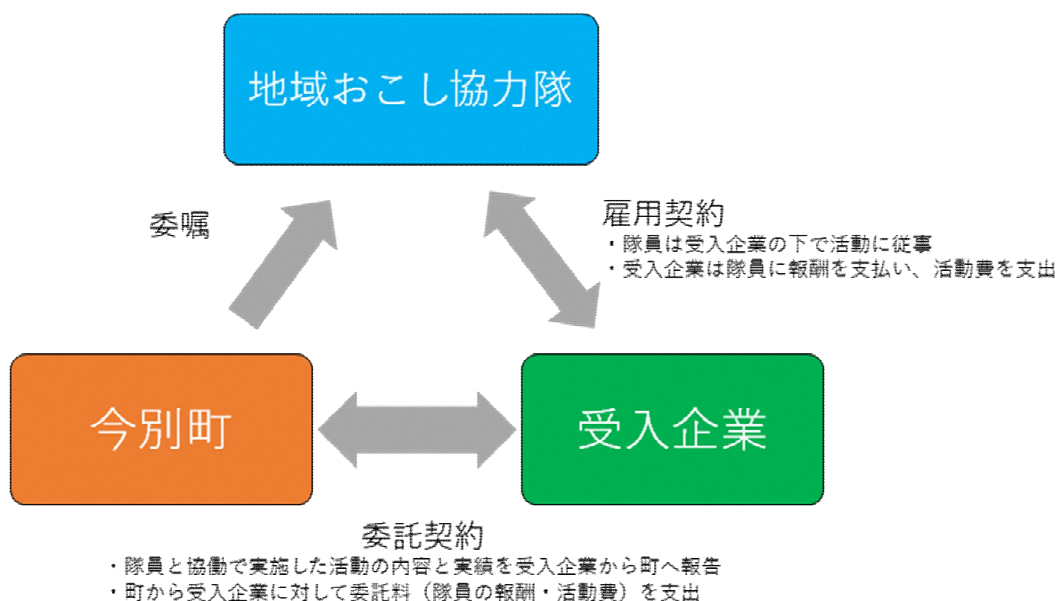 地域おこし協力隊
委嘱
雇用契約
・隊員は受入企業の下で活動に従事
・受入企業は隊員に報酬を支払い、活動費を支出
今別町
受入企業
委託契約
・隊員と協働で実施した活動の内容と実績を受入企業から町へ報告
・町から受入企業に対して委託料（隊員の報酬・活動費）を支出